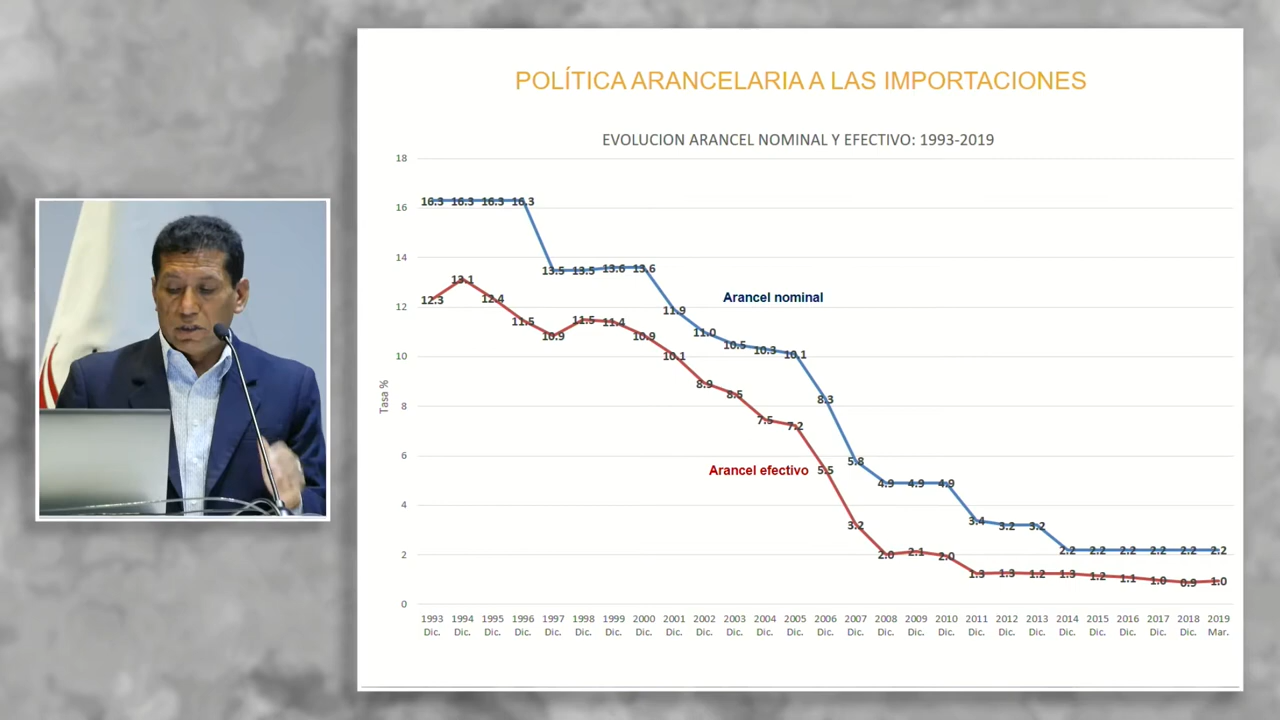 POLÍTICA ARANCELARIA A LAS IMPORTACIONES
EVOLUCION ARANCEL NOMINAL Y EFECTIVO: 1993-2019
Tasa %
18
16
14
12
10
8
6
4
2
0
16.3 16.3 16.3 16.3 13.5 13.5 13.6 13.6 11.9 11.0 10.5 10.3 10.1 8.3 5.8 4.9 4.9 4.9 3.4 3.2 3.2 2.2 2.2 2.2 2.2 2.2 2.2
Arancel nominal
12.3 13.1 12.4 11.5 10.9 11.5 11.4 10.9 10.1 8.9 8.5 7.5 7.2 5.5 3.2 2.0 2.1 2.0 1.3 1.3 1.2 1.3 1.2 1.1 1.0 0.9 1.0
Arancel efectivo
1993 1994 1995 1996 1997 1998 1999 2000 2001 2002 2003 2004 2005 2006 2007 2008 2009 2010 2011 2012 2013 2014 2015 2016 2017 2018 2019
Dic. Dic. Dic. Dic. Dic. Dic. Dic. Dic. Dic. Dic. Dic. Dic. Dic. Dic. Dic. Dic. Dic. Dic. Dic. Dic. Dic. Dic. Dic. Dic. Dic. Dic. Mar.